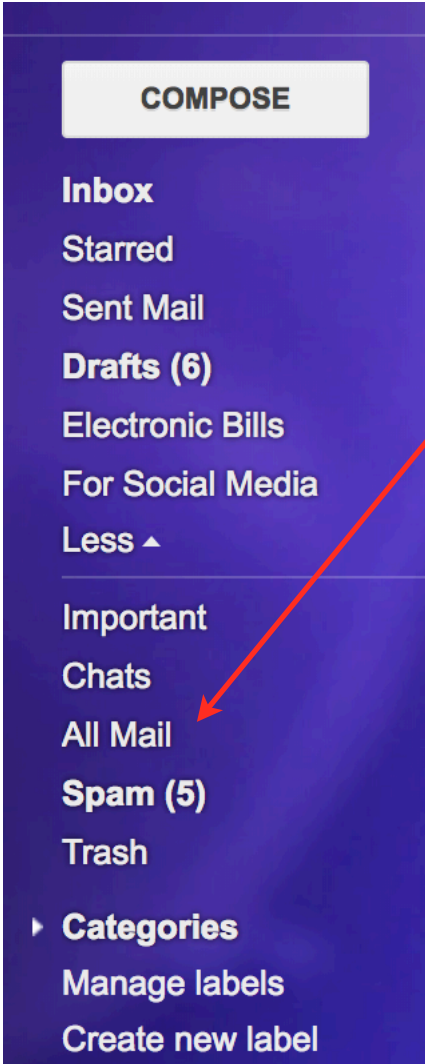 COMPOSE
Inbox
Starred
Sent Mail
Drafts (6)
Electronic Bills
For Social Media
Less
Important
Chats
All Mail
Spam (5)
Trash
Categories
Manage labels
Create new label